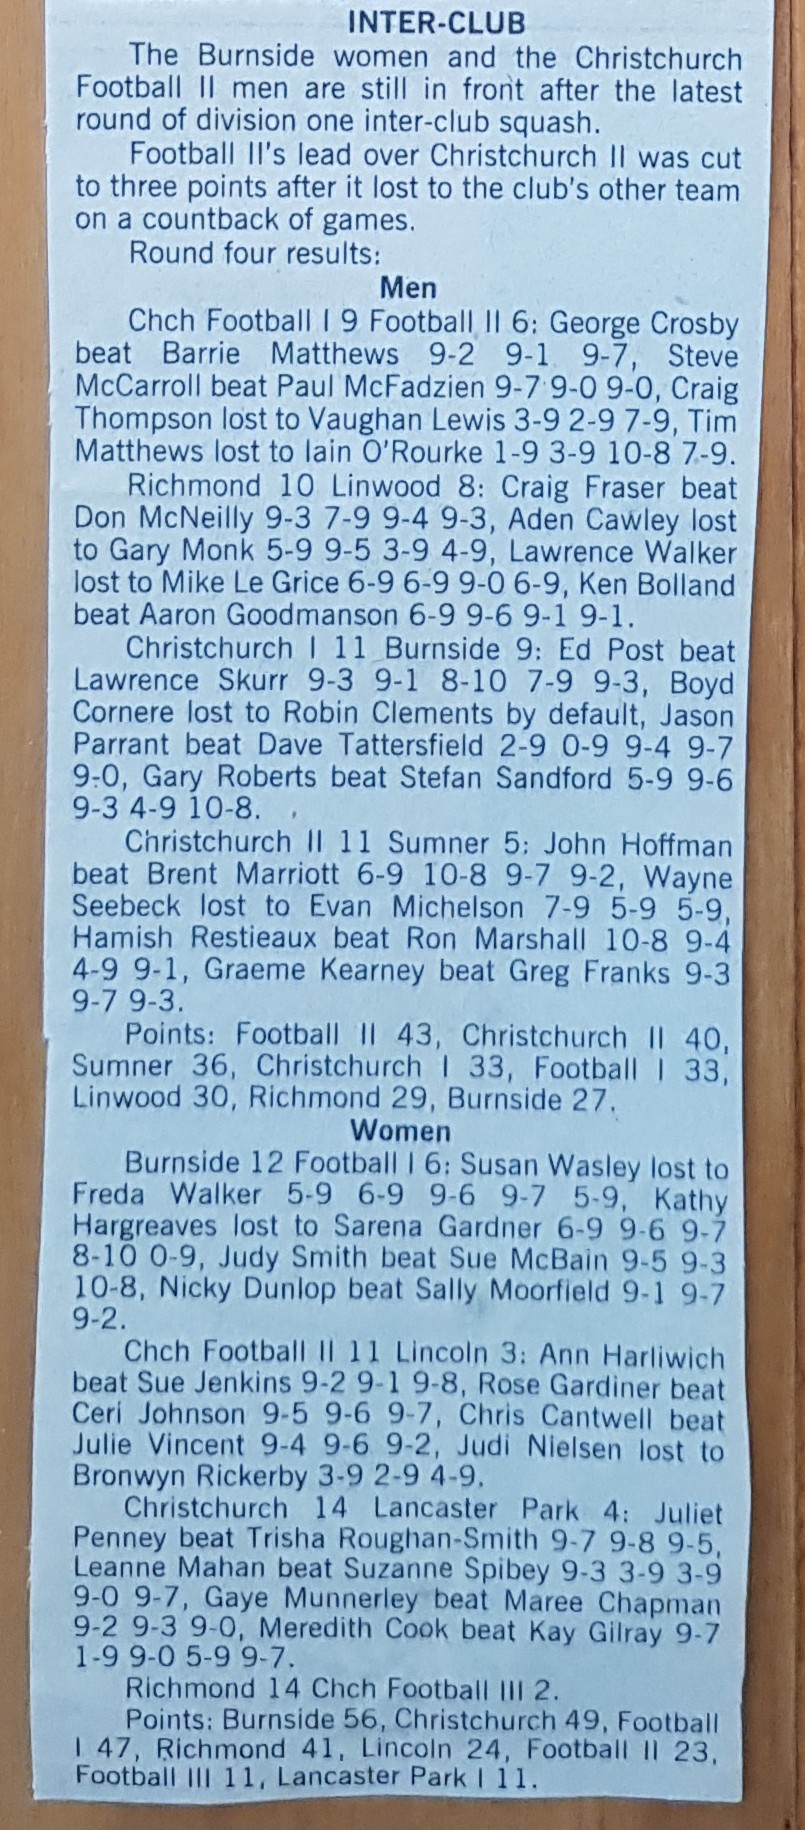 INTER-CLUB
The Burnside women and the Christchurch
Football II men are still in front after the latest
round of division one inter-club squash.
Football II's lead over Christchurch II was cut
to three points after it lost to the club's other team
on a countback of games.
Round four results:
Men
Chch Football I 9 Football II 6: George Crosby
beat Barrie Matthews 9-2 9-1 9-7, Steve
McCarroll beat Paul McFadzien 9-7 9-0 9-0, Craig
Thompson lost to Vaughan Lewis 3-9 2-9 7-9, Tim
Matthews lost to Iain O'Rourke 1-9 3-9 10-8 7-9.
Richmond 10 Linwood 8: Craig Fraser beat
Don McNeilly 9-3 7-9 9-4 9-3, Aden Cawley lost
to Gary Monk 5-9 9-5 3-9 4-9, Lawrence Walker
lost to Mike Le Grice 6-9 6-9 9-0 6-9, Ken Bolland
beat Aaron Goodmanson 6-9 9-6 9-1 9-1.
Christchurch I 11 Burnside 9: Ed Post beat
Lawrence Skurr 9-3 9-1 8-10 7-9 9-3, Boyd
Cornere lost to Robin Clements by default, Jason
Parrant beat Dave Tattersfield 2-9 0-9 9-4 9-7
9-0, Gary Roberts beat Stefan Sandford 5-9 9-6
9-3 4-9 10-8.
Christchurch II 11 Sumner 5: John Hoffman
beat Brent Marriott 6-9 10-8 9-7 9-2, Wayne
Seebeck lost to Evan Michelson 7-9 5-9 5-9,
Hamish Restieaux beat Ron Marshall 10-8 9-4
4-9 9-1, Graeme Kearney beat Greg Franks 9-3
9-7 9-3.
Points: Football II 43, Christchurch II 40,
Sumner 36, Christchurch I 33, Football I 33,
Linwood 30, Richmond 29, Burnside 27.
Women
Burnside 12 Football I 6: Susan Wasley lost to
Freda Walker 5-9 6-9 9-6 9-7 5-9, Kathy
Hargreaves lost to Sarena Gardner 6-9 9-6 9-7
8-10 0-9, Judy Smith beat Sue McBain 9-5 9-3
10-8, Nicky Dunlop beat Sally Moorfield 9-1 9-7
9-2.
Chch Football II 11 Lincoln 3: Ann Harliwich
beat Sue Jenkins 9-2 9-1 9-8, Rose Gardiner beat
Ceri Johnson 9-5 9-6 9-7, Chris Cantwell beat
Julie Vincent 9-4 9-6 9-2, Judi Nielsen lost to
Bronwyn Rickerby 3-9 2-9 4-9.
Christchurch 14 Lancaster Park 4: Juliet
Penney beat Trisha Roughan-Smith 9-7 9-8 9-5,
Leanne Mahan beat Suzanne Spibey 9-3 3-9 3-9
9-0 9-7, Gaye Munnerley beat Maree Chapman
9-2 9-3 9-0, Meredith Cook beat Kay Gilray 9-7
1-9 9-0 5-9 9-7.
Richmond 14 Chch Football III 2.
Points: Burnside 56, Christchurch 49, Football
I 47, Richmond 41, Lincoln 24, Football II 23,
Football III 11, Lancaster Park I 11.